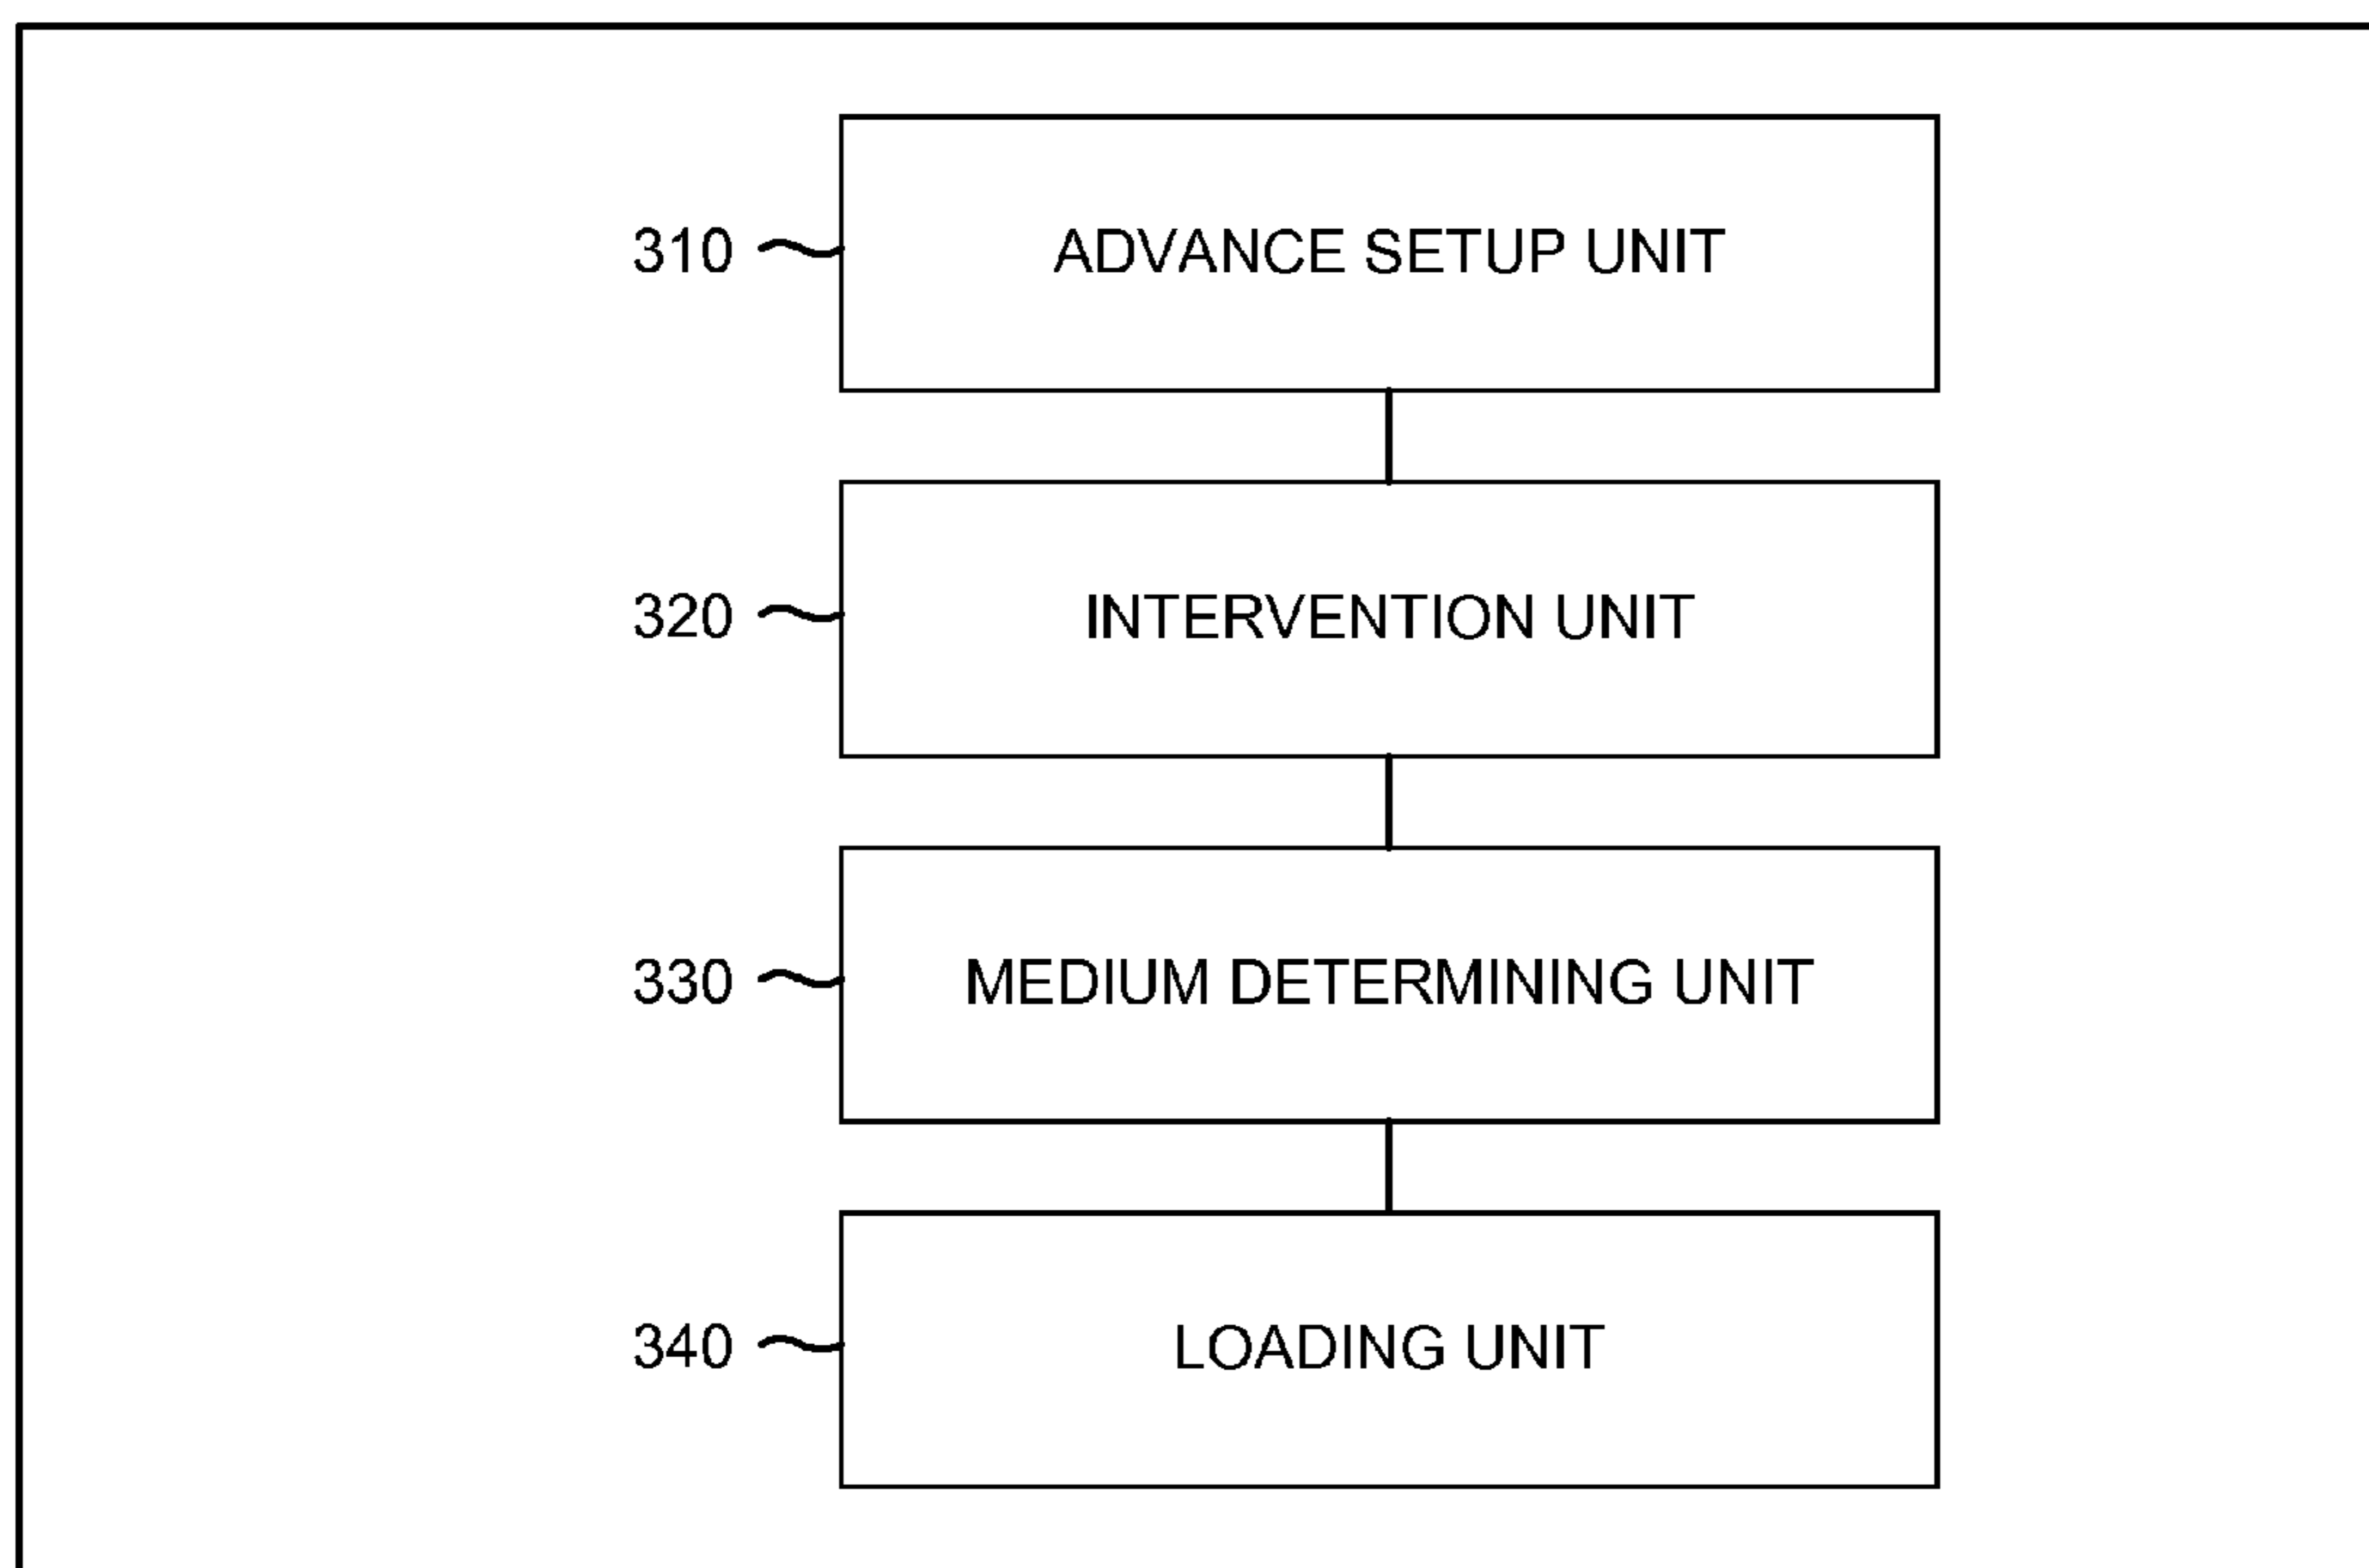 310 ADVANCE SETUP UNIT
320 INTERVENTION UNIT
330 MEDIUM DETERMINING UNIT
340 LOADING UNIT